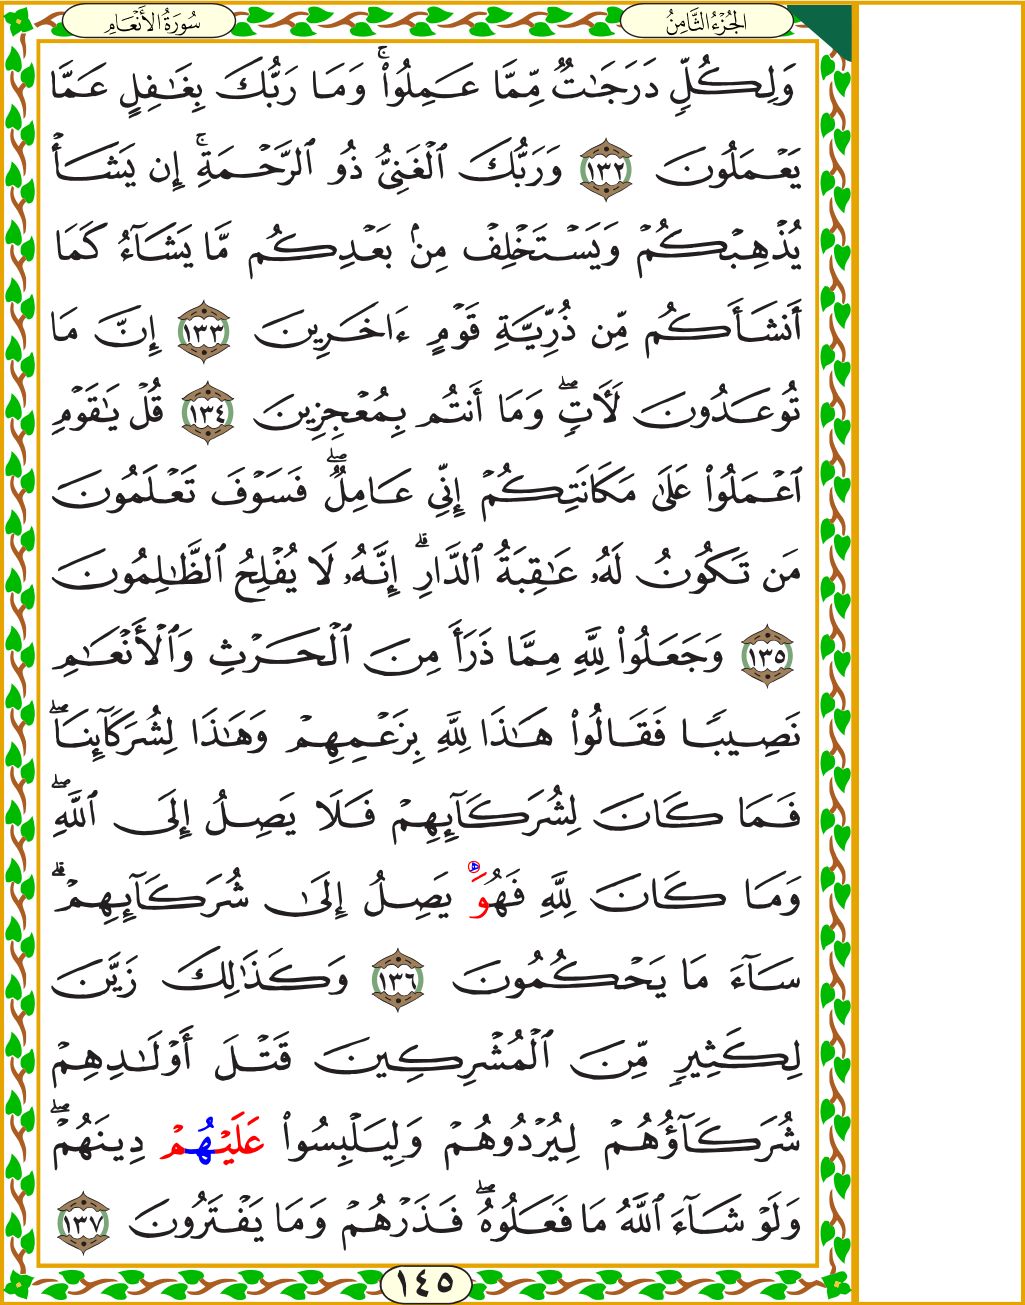 الجُزْءُ الثَّامِنُ
سُورَةُ الأَنْعَامِ
وَلِكُلٍّ دَرَجَٰتٌ مِّمَّا عَمِلُوا۟ۚ وَمَا رَبُّكَ بِغَٰفِلٍ عَمَّا
يَعْمَلُونَ ١٣٢ وَرَبُّكَ ٱلْغَنِىُّ ذُو ٱلرَّحْمَةِۚ إِن يَشَأْ
يُذْهِبْكُمْ وَيَسْتَخْلِفْ مِنۢ بَعْدِكُم مَّا يَشَآءُ كَمَا
أَنشَأَكُم مِّن ذُرِّيَّةِ قَوْمٍ ءَاخَرِينَ ١٣٣ إِنَّ مَا
تُوعَدُونَ لَءَاتٍۖ وَمَا أَنتُم بِمُعْجِزِينَ ١٣٤ قُلْ يَٰقَوْمِ
ٱعْمَلُوا۟ عَلَىٰ مَكَانَتِكُمْ إِنِّى عَامِلٌۖ فَسَوْفَ تَعْلَمُونَ
مَن تَكُونُ لَهُۥ عَٰقِبَةُ ٱلدَّارِۗ إِنَّهُۥ لَا يُفْلِحُ ٱلظَّٰلِمُونَ
١٣٥ وَجَعَلُوا۟ لِلَّهِ مِمَّا ذَرَأَ مِنَ ٱلْحَرْثِ وَٱلْأَنْعَٰمِ
نَصِيبًا فَقَالُوا۟ هَٰذَا لِلَّهِ بِزَعْمِهِمْ وَهَٰذَا لِشُرَكَآئِنَاۖ
فَمَا كَانَ لِشُرَكَآئِهِمْ فَلَا يَصِلُ إِلَى ٱللَّهِۖ
وَمَا كَانَ لِلَّهِ فَهُوَ يَصِلُ إِلَىٰ شُرَكَآئِهِمْۗ
سَآءَ مَا يَحْكُمُونَ ١٣٦ وَكَذَٰلِكَ زَيَّنَ
لِكَثِيرٍ مِّنَ ٱلْمُشْرِكِينَ قَتْلَ أَوْلَٰدِهِمْ
شُرَكَآؤُهُمْ لِيُرْدُوهُمْ وَلِيَلْبِسُوا۟ عَلَيْهُمْ دِينَهُمْۖ
وَلَوْ شَآءَ ٱللَّهُ مَا فَعَلُوهُۖ فَذَرْهُمْ وَمَا يَفْتَرُونَ ١٣٧
١٤٥